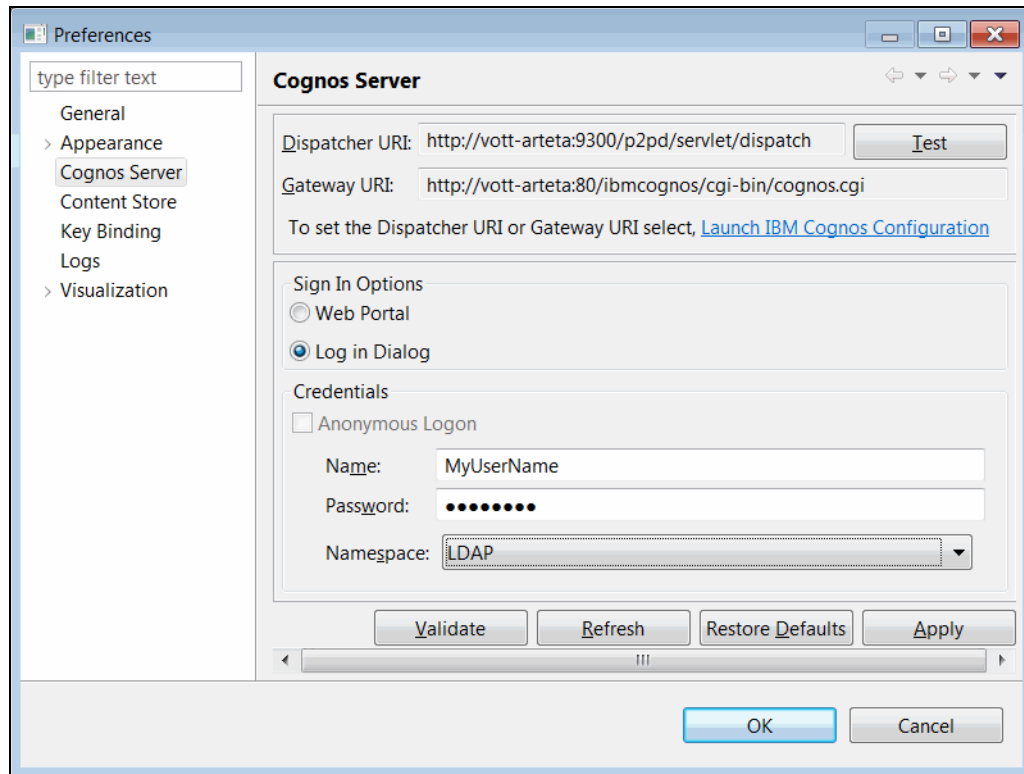 Preferences
type filter text
General
Appearance
Cognos Server
Content Store
Key Binding
Logs
Visualization
Cognos Server
Dispatcher URI: http://vott-arteta:9300/p2pd/servlet/dispatch Test
Gateway URI: http://vott-arteta:80/ibmcognos/cgi-bin/cognos.cgi
To set the Dispatcher URI or Gateway URI select, Launch IBM Cognos Configuration
Sign In Options
Web Portal
Log in Dialog
Credentials
Anonymous Logon
Name: MyUserName
Password: ●●●●●●●●
Namespace: LDAP
Validate Refresh Restore Defaults Apply
OK Cancel